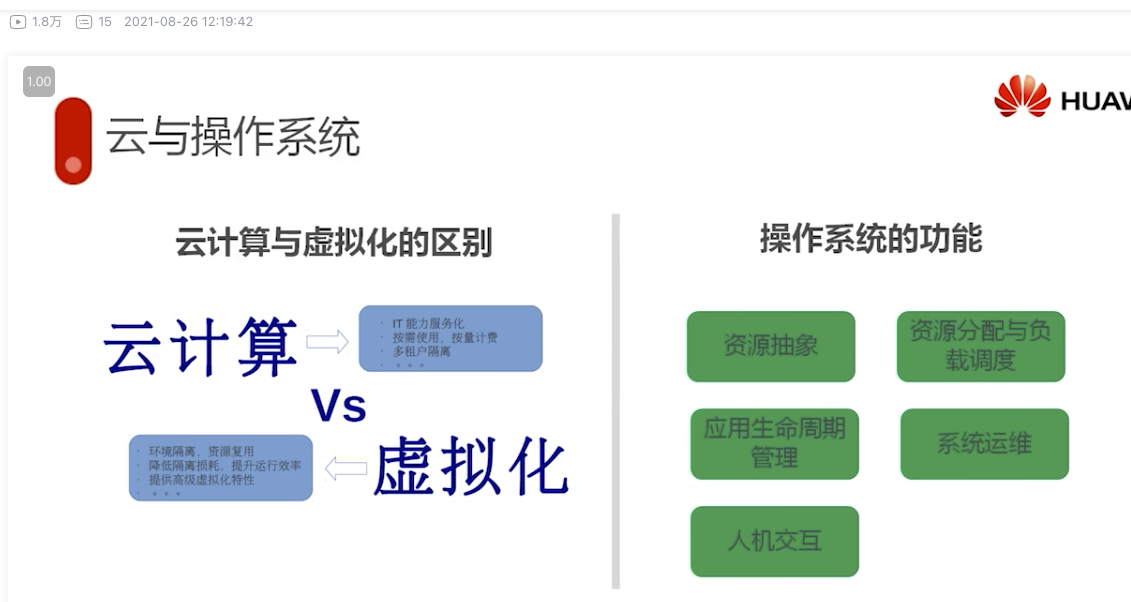 1.8万 15 2021-08-26 12:19:42
1.00
HUAW
云与操作系统
云计算与虚拟化的区别
云计算
· IT 能力服务化
· 按需使用，按量计费
· 多租户隔离
· 。。。
Vs
· 环境隔离，资源复用
· 降低隔离损耗，提升运行效率
· 提供高级虚拟化特性
· 。。。
虚拟化
操作系统的功能
资源抽象
资源分配与负
载调度
应用生命周期
管理
系统运维
人机交互